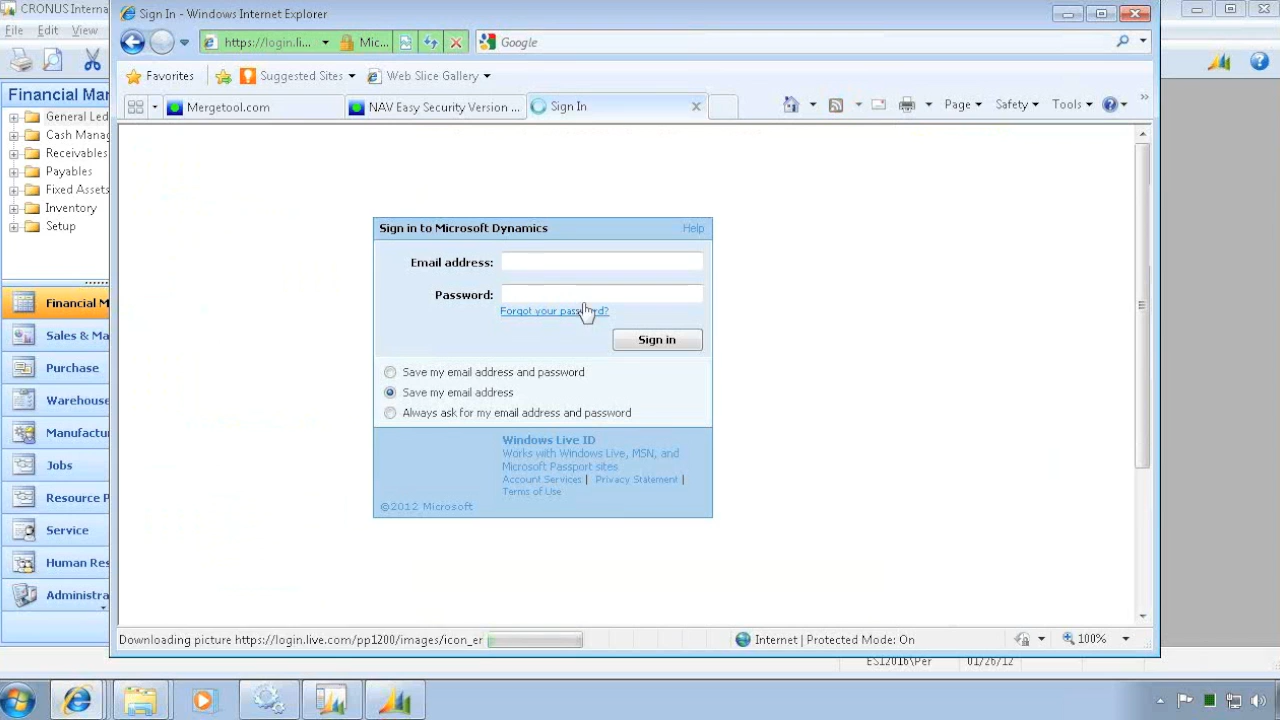 CRONUS Interna
Sign In - Windows Internet Explorer
File Edit View
https://login.li... Mic... Google
Favorites Suggested Sites Web Slice Gallery
Mergetool.com NAV Easy Security Version ... Sign In Page Safety Tools »
Financial Mar
General Led
Cash Manag
Receivables
Payables
Fixed Assets
Inventory
Setup
Financial M
Sales & Ma
Purchase
Warehouse
Manufactu
Jobs
Resource P
Service
Human Res
Administra
Sign in to Microsoft Dynamics Help
Email address:
Password:
Forgot your password?
Sign in
Save my email address and password
Save my email address
Always ask for my email address and password
Windows Live ID
Works with Windows Live, MSN, and
Microsoft Passport sites
Account Services | Privacy Statement |
Terms of Use
©2012 Microsoft
Downloading picture https://login.live.com/pp1200/images/icon_er Internet | Protected Mode: On 100%
ES12016\Per 01/26/12